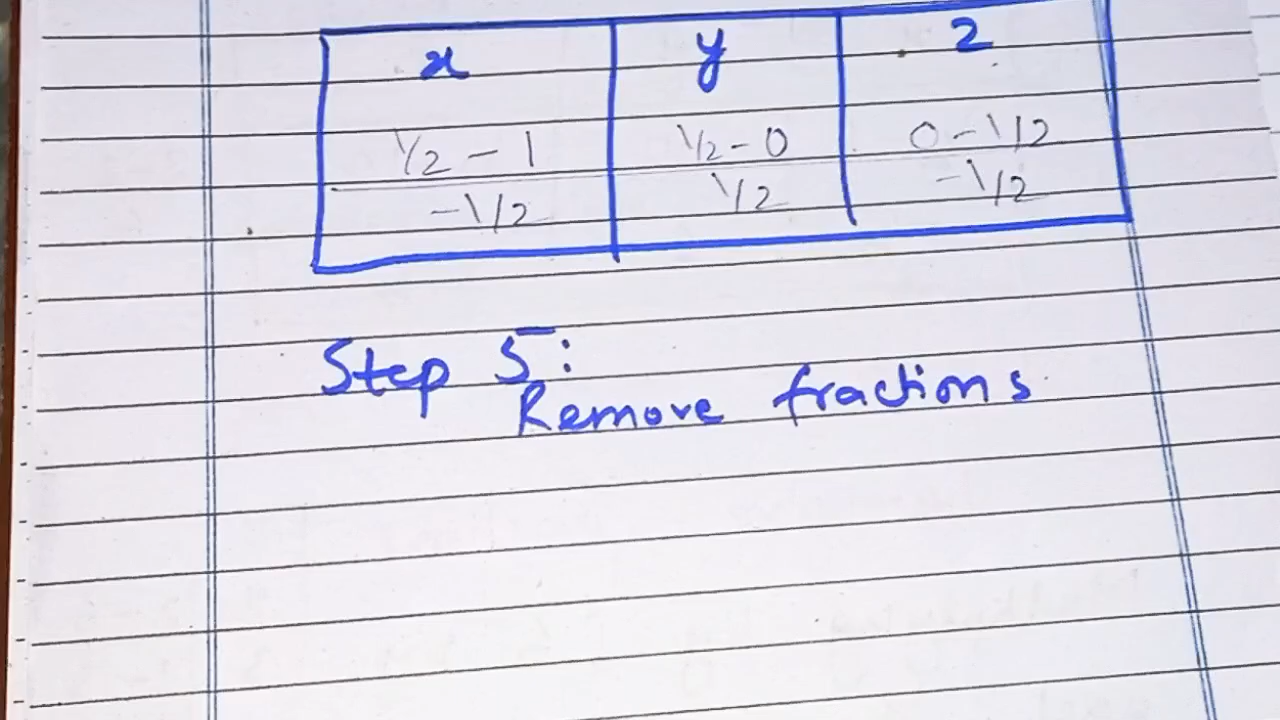 x y z
1/2 - 1 1/2 - 0 0 - 1/2
-1/2 1/2 -1/2
Step 5:
Remove fractions